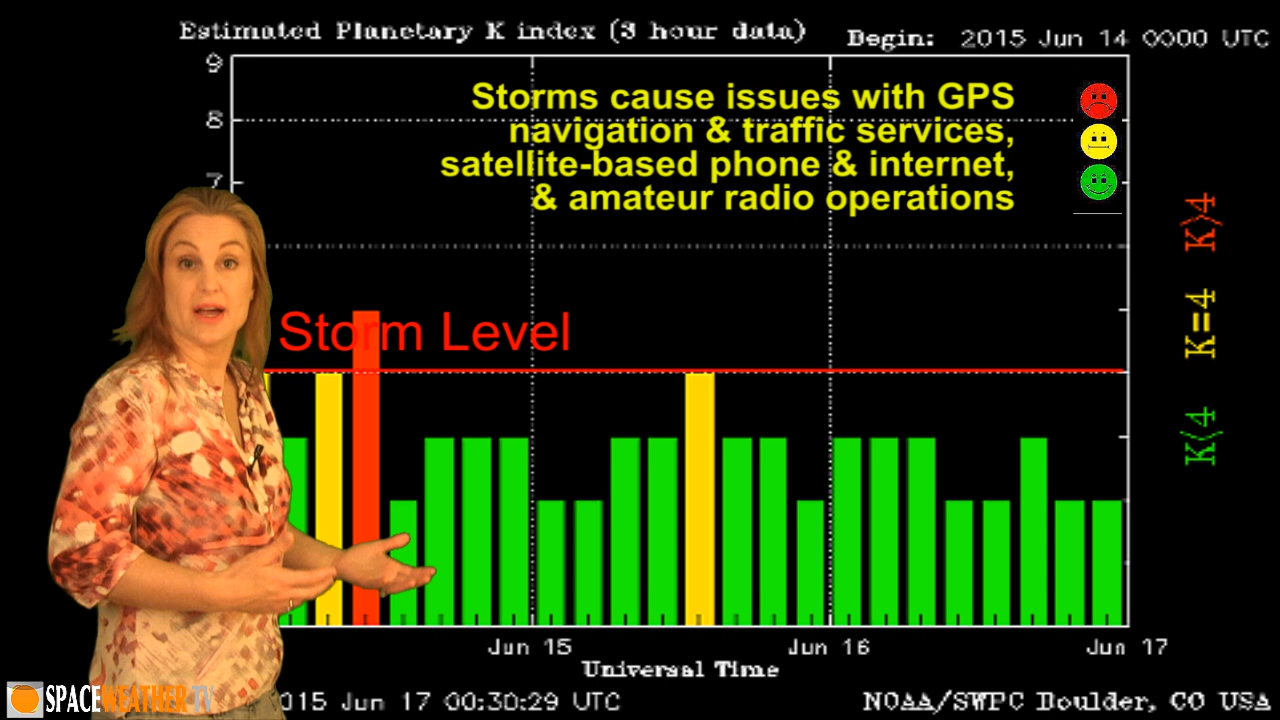 Estimated Planetary K index (3 hour data)
Begin: 2015 Jun 14 0000 UTC
9
8
7
Storms cause issues with GPS
navigation & traffic services,
satellite-based phone & internet,
& amateur radio operations
Storm Level
K>4
K=4
K<4
Jun 15
Jun 16
Jun 17
Universal Time
015 Jun 17 00:30:29 UTC
NOAA/SWPC Boulder, CO USA
SPACEWEATHER TV